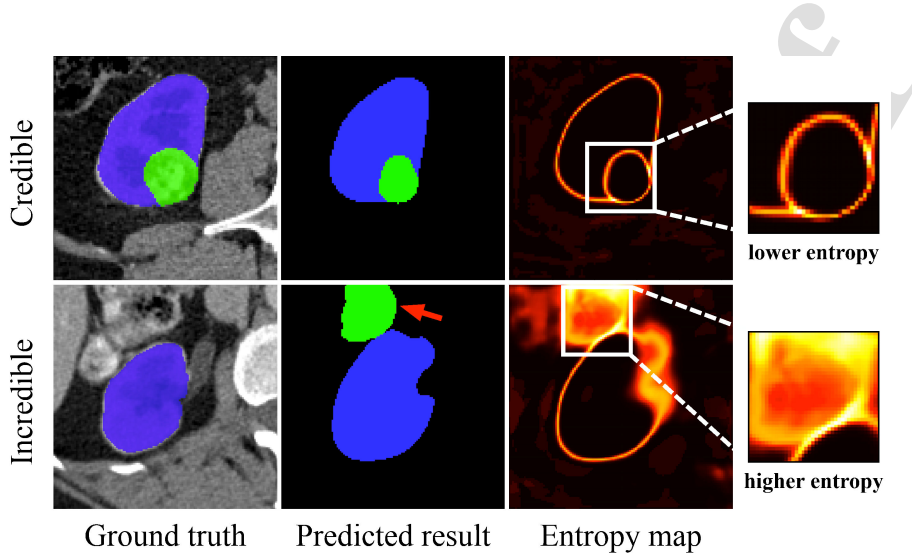 Credible
lower entropy
Incredible
higher entropy
Ground truth
Predicted result
Entropy map